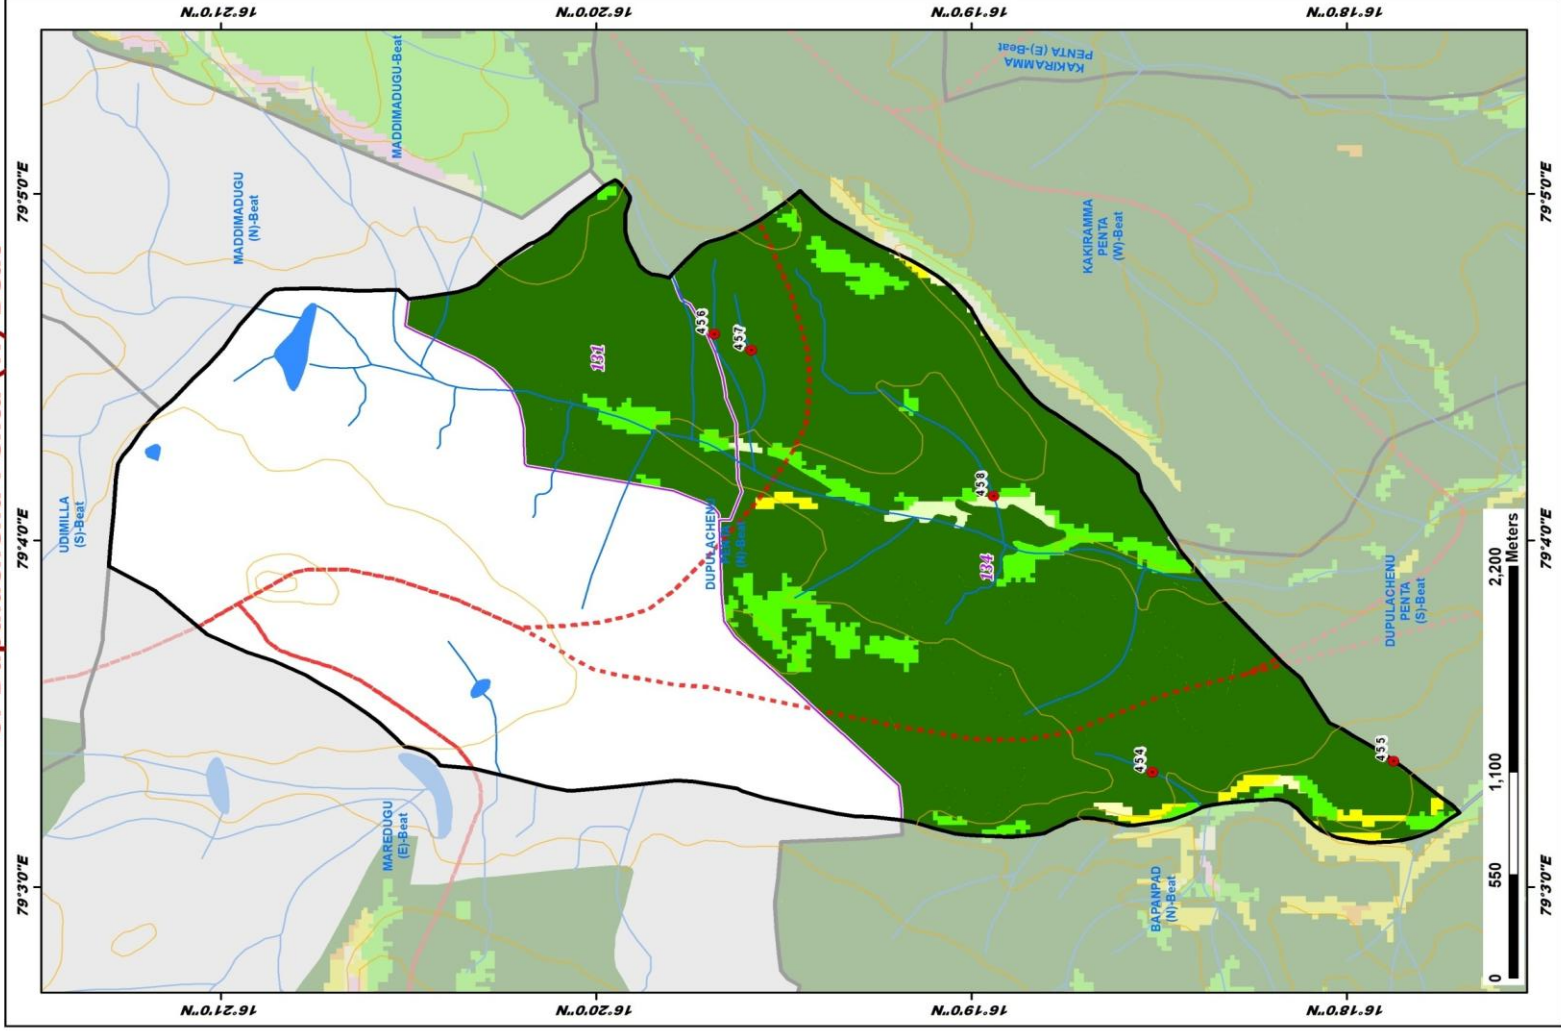 16°21'0"N
16°20'0"N
16°19'0"N
16°18'0"N
79°5'0"E
79°5'0"E
MADDIMADUGU-Beat
KAKIRAMMA
PENTA (E)-Beat
MADDIMADUGU
(N)-Beat
KAKIRAMMA
PENTA
(W)-Beat
456
457
131
458
134
UDIMILLA
(S)-Beat
79°4'0"E
79°4'0"E
DUPULACHENU
PENTA
(N)-Beat
DUPULACHENU
PENTA
(S)-Beat
454
455
MAREDUGU
(E)-Beat
BAPANPAD
(N)-Beat
79°3'0"E
79°3'0"E
0 550 1,100 2,200
Meters
16°21'0"N
16°20'0"N
16°19'0"N
16°18'0"N